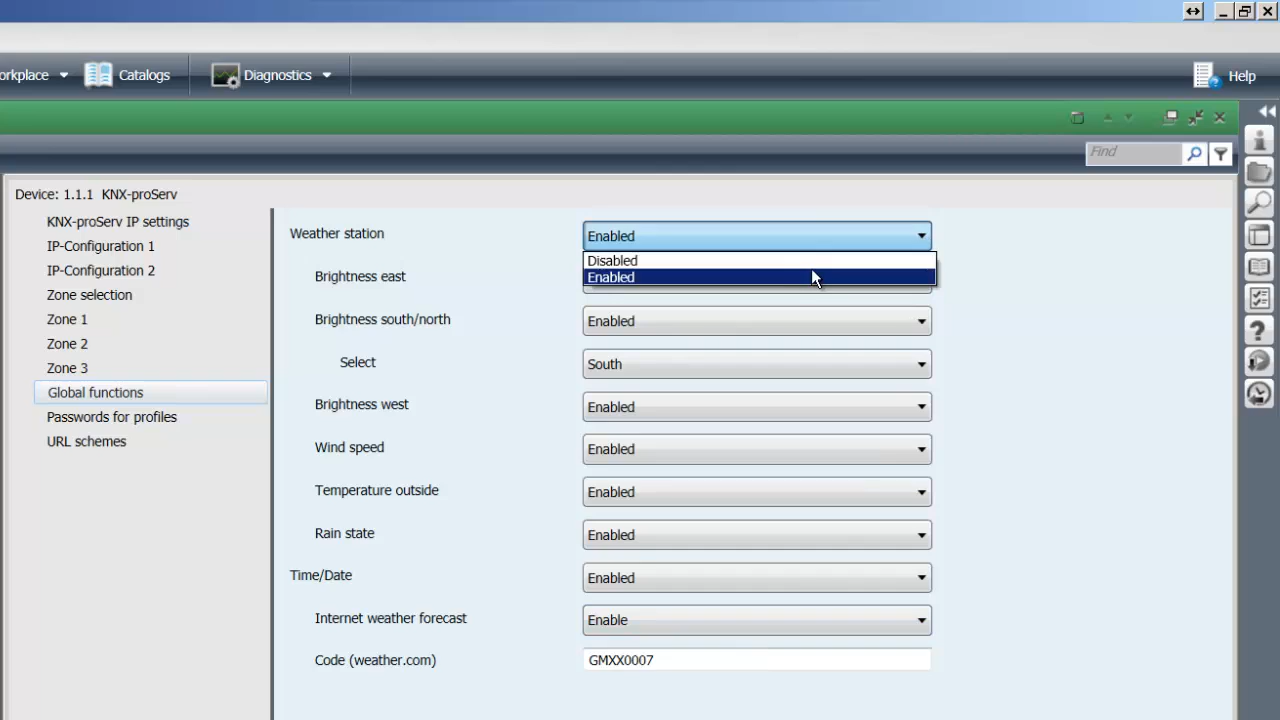 orkplace Catalogs Diagnostics Help
Find
Device: 1.1.1 KNX-proServ
KNX-proServ IP settings
IP-Configuration 1
IP-Configuration 2
Zone selection
Zone 1
Zone 2
Zone 3
Global functions
Passwords for profiles
URL schemes
Weather station Enabled
Disabled
Enabled
Brightness east
Brightness south/north Enabled
Select South
Brightness west Enabled
Wind speed Enabled
Temperature outside Enabled
Rain state Enabled
Time/Date Enabled
Internet weather forecast Enable
Code (weather.com) GMXX0007